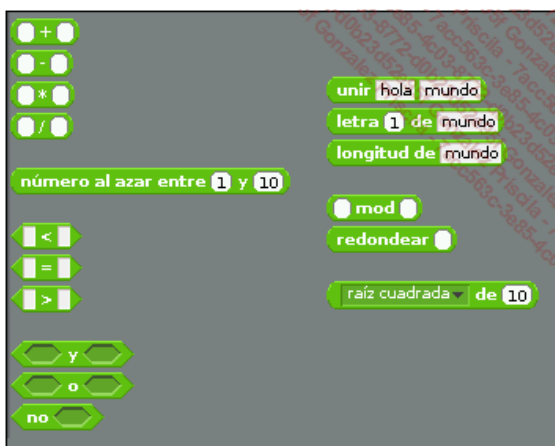 +
-
*
/
número al azar entre 1 y 10
<
=
>
y
o
no
unir hola mundo
letra 1 de mundo
longitud de mundo
mod
redondear
raíz cuadrada de 10